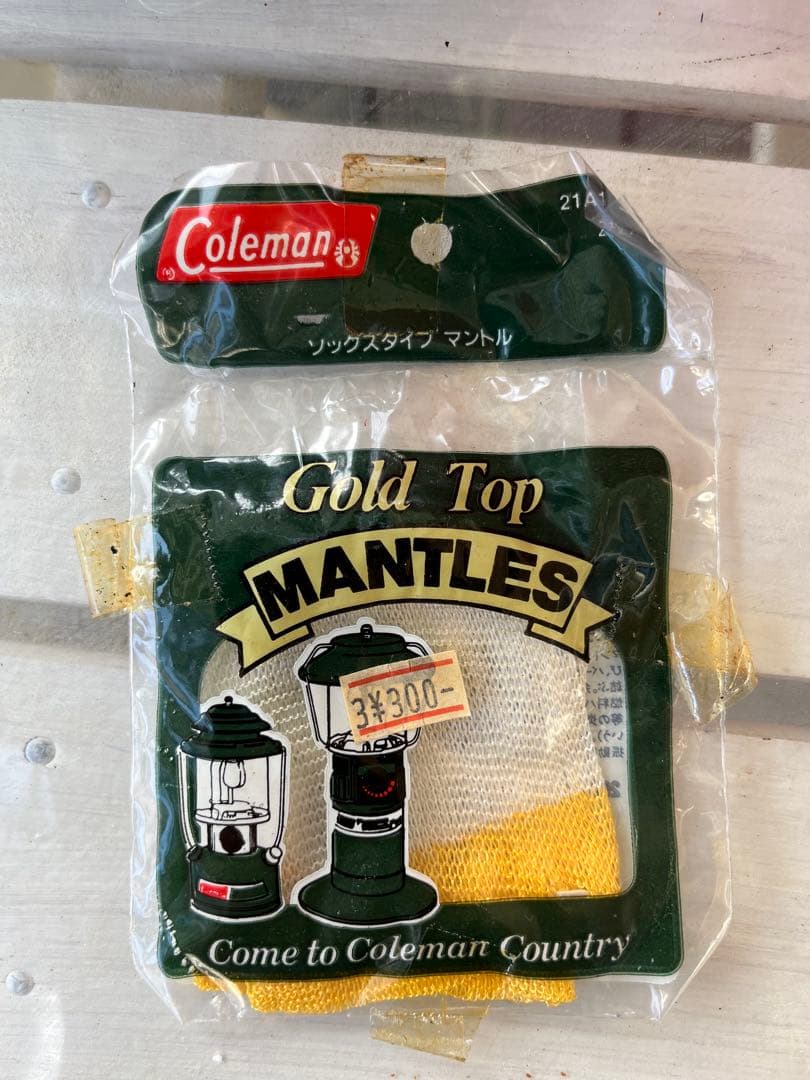 Coleman
21A1
ソックスタイプ マントル
Gold Top
MANTLES
3¥300-
Come to Coleman Country